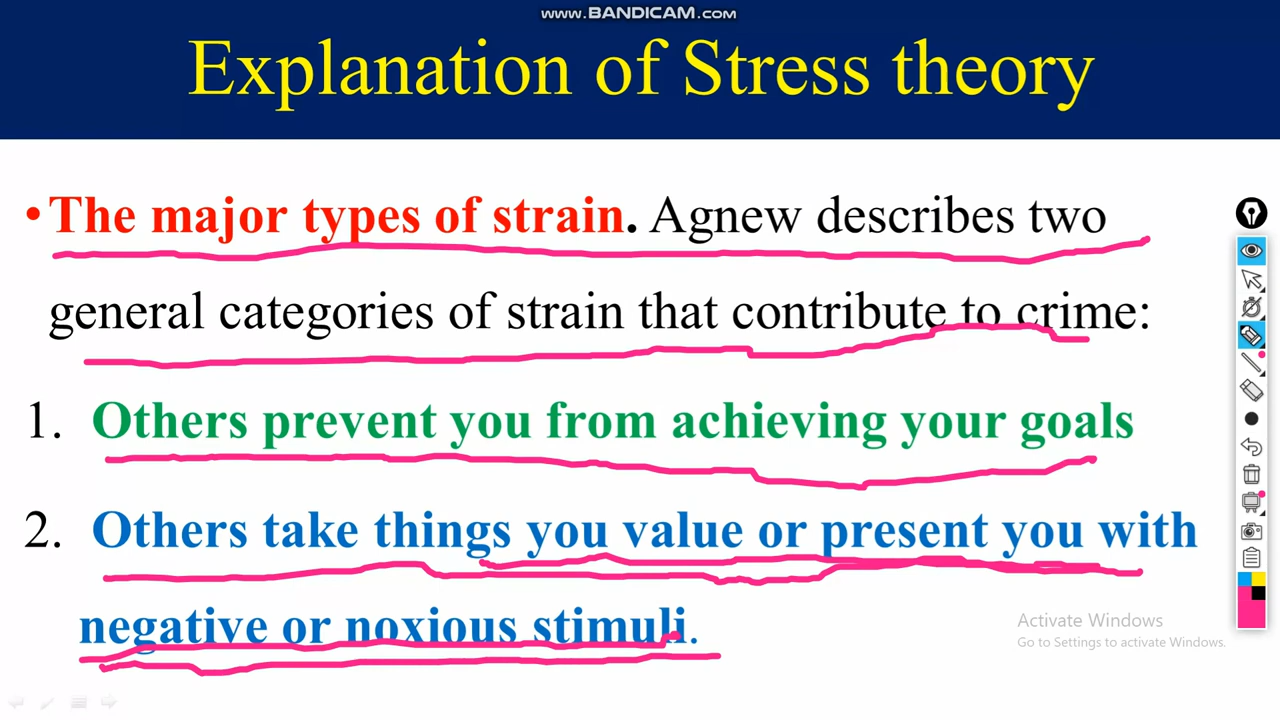 www.BANDICAM.com
Explanation of Stress theory
•The major types of strain. Agnew describes two
general categories of strain that contribute to crime:
1. Others prevent you from achieving your goals
2. Others take things you value or present you with
negative or noxious stimuli.
Activate Windows
Go to Settings to activate Windows.